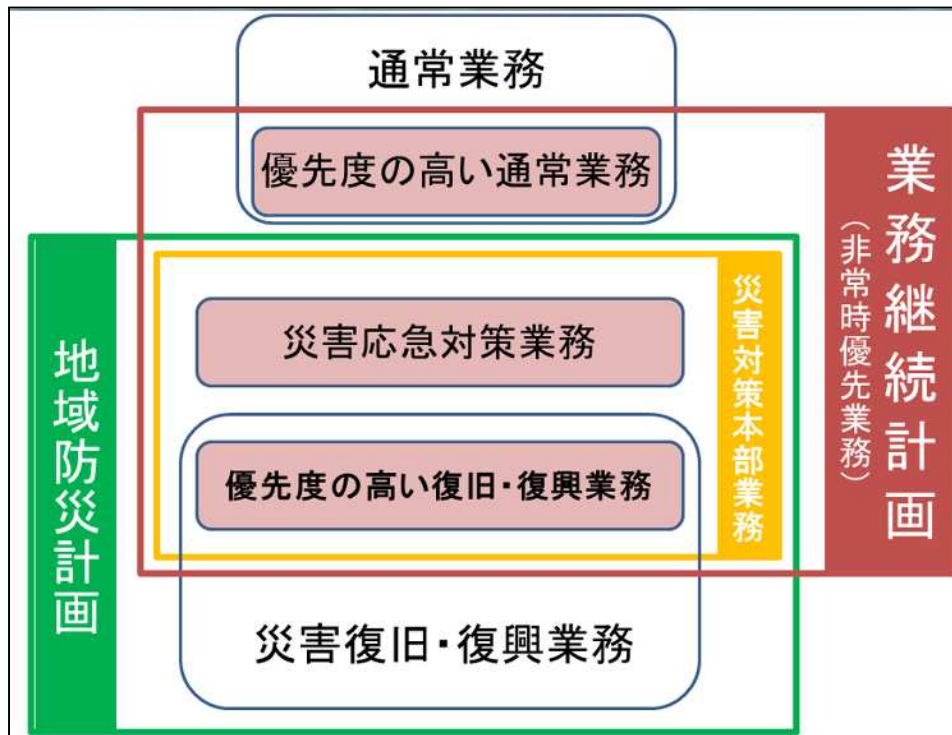 通常業務
優先度の高い通常業務
業務継続計画
(非常時優先業務)
地域防災計画
災害対策本部業務
災害応急対策業務
優先度の高い復旧・復興業務
災害復旧・復興業務